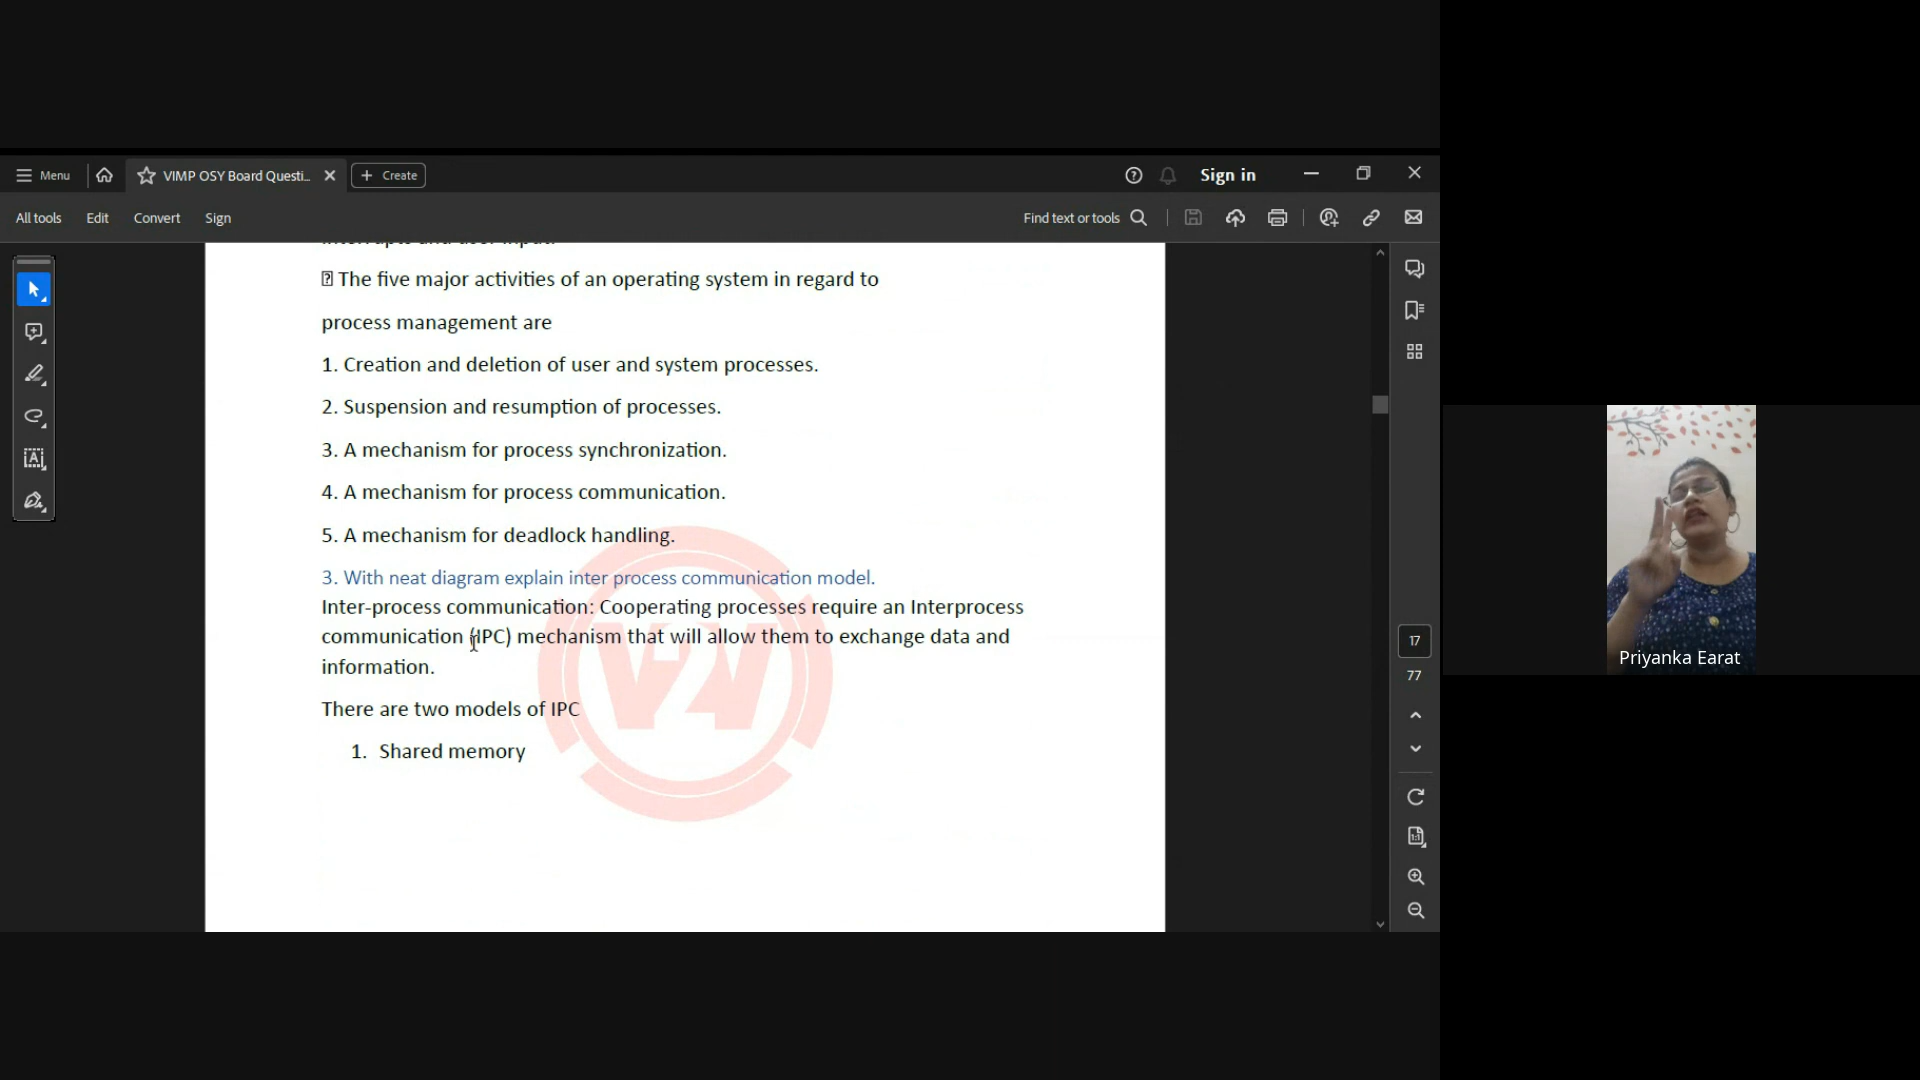 Menu
VIMP OSY Board Questi...
Create
Sign in
All tools
Edit
Convert
Sign
Find text or tools
interrupts and user input.
The five major activities of an operating system in regard to
process management are
1. Creation and deletion of user and system processes.
2. Suspension and resumption of processes.
3. A mechanism for process synchronization.
4. A mechanism for process communication.
5. A mechanism for deadlock handling.
3. With neat diagram explain inter process communication model.
Inter-process communication: Cooperating processes require an Interprocess
communication (IPC) mechanism that will allow them to exchange data and
information.
There are two models of IPC
1. Shared memory
V2V
17
77
Priyanka Earat